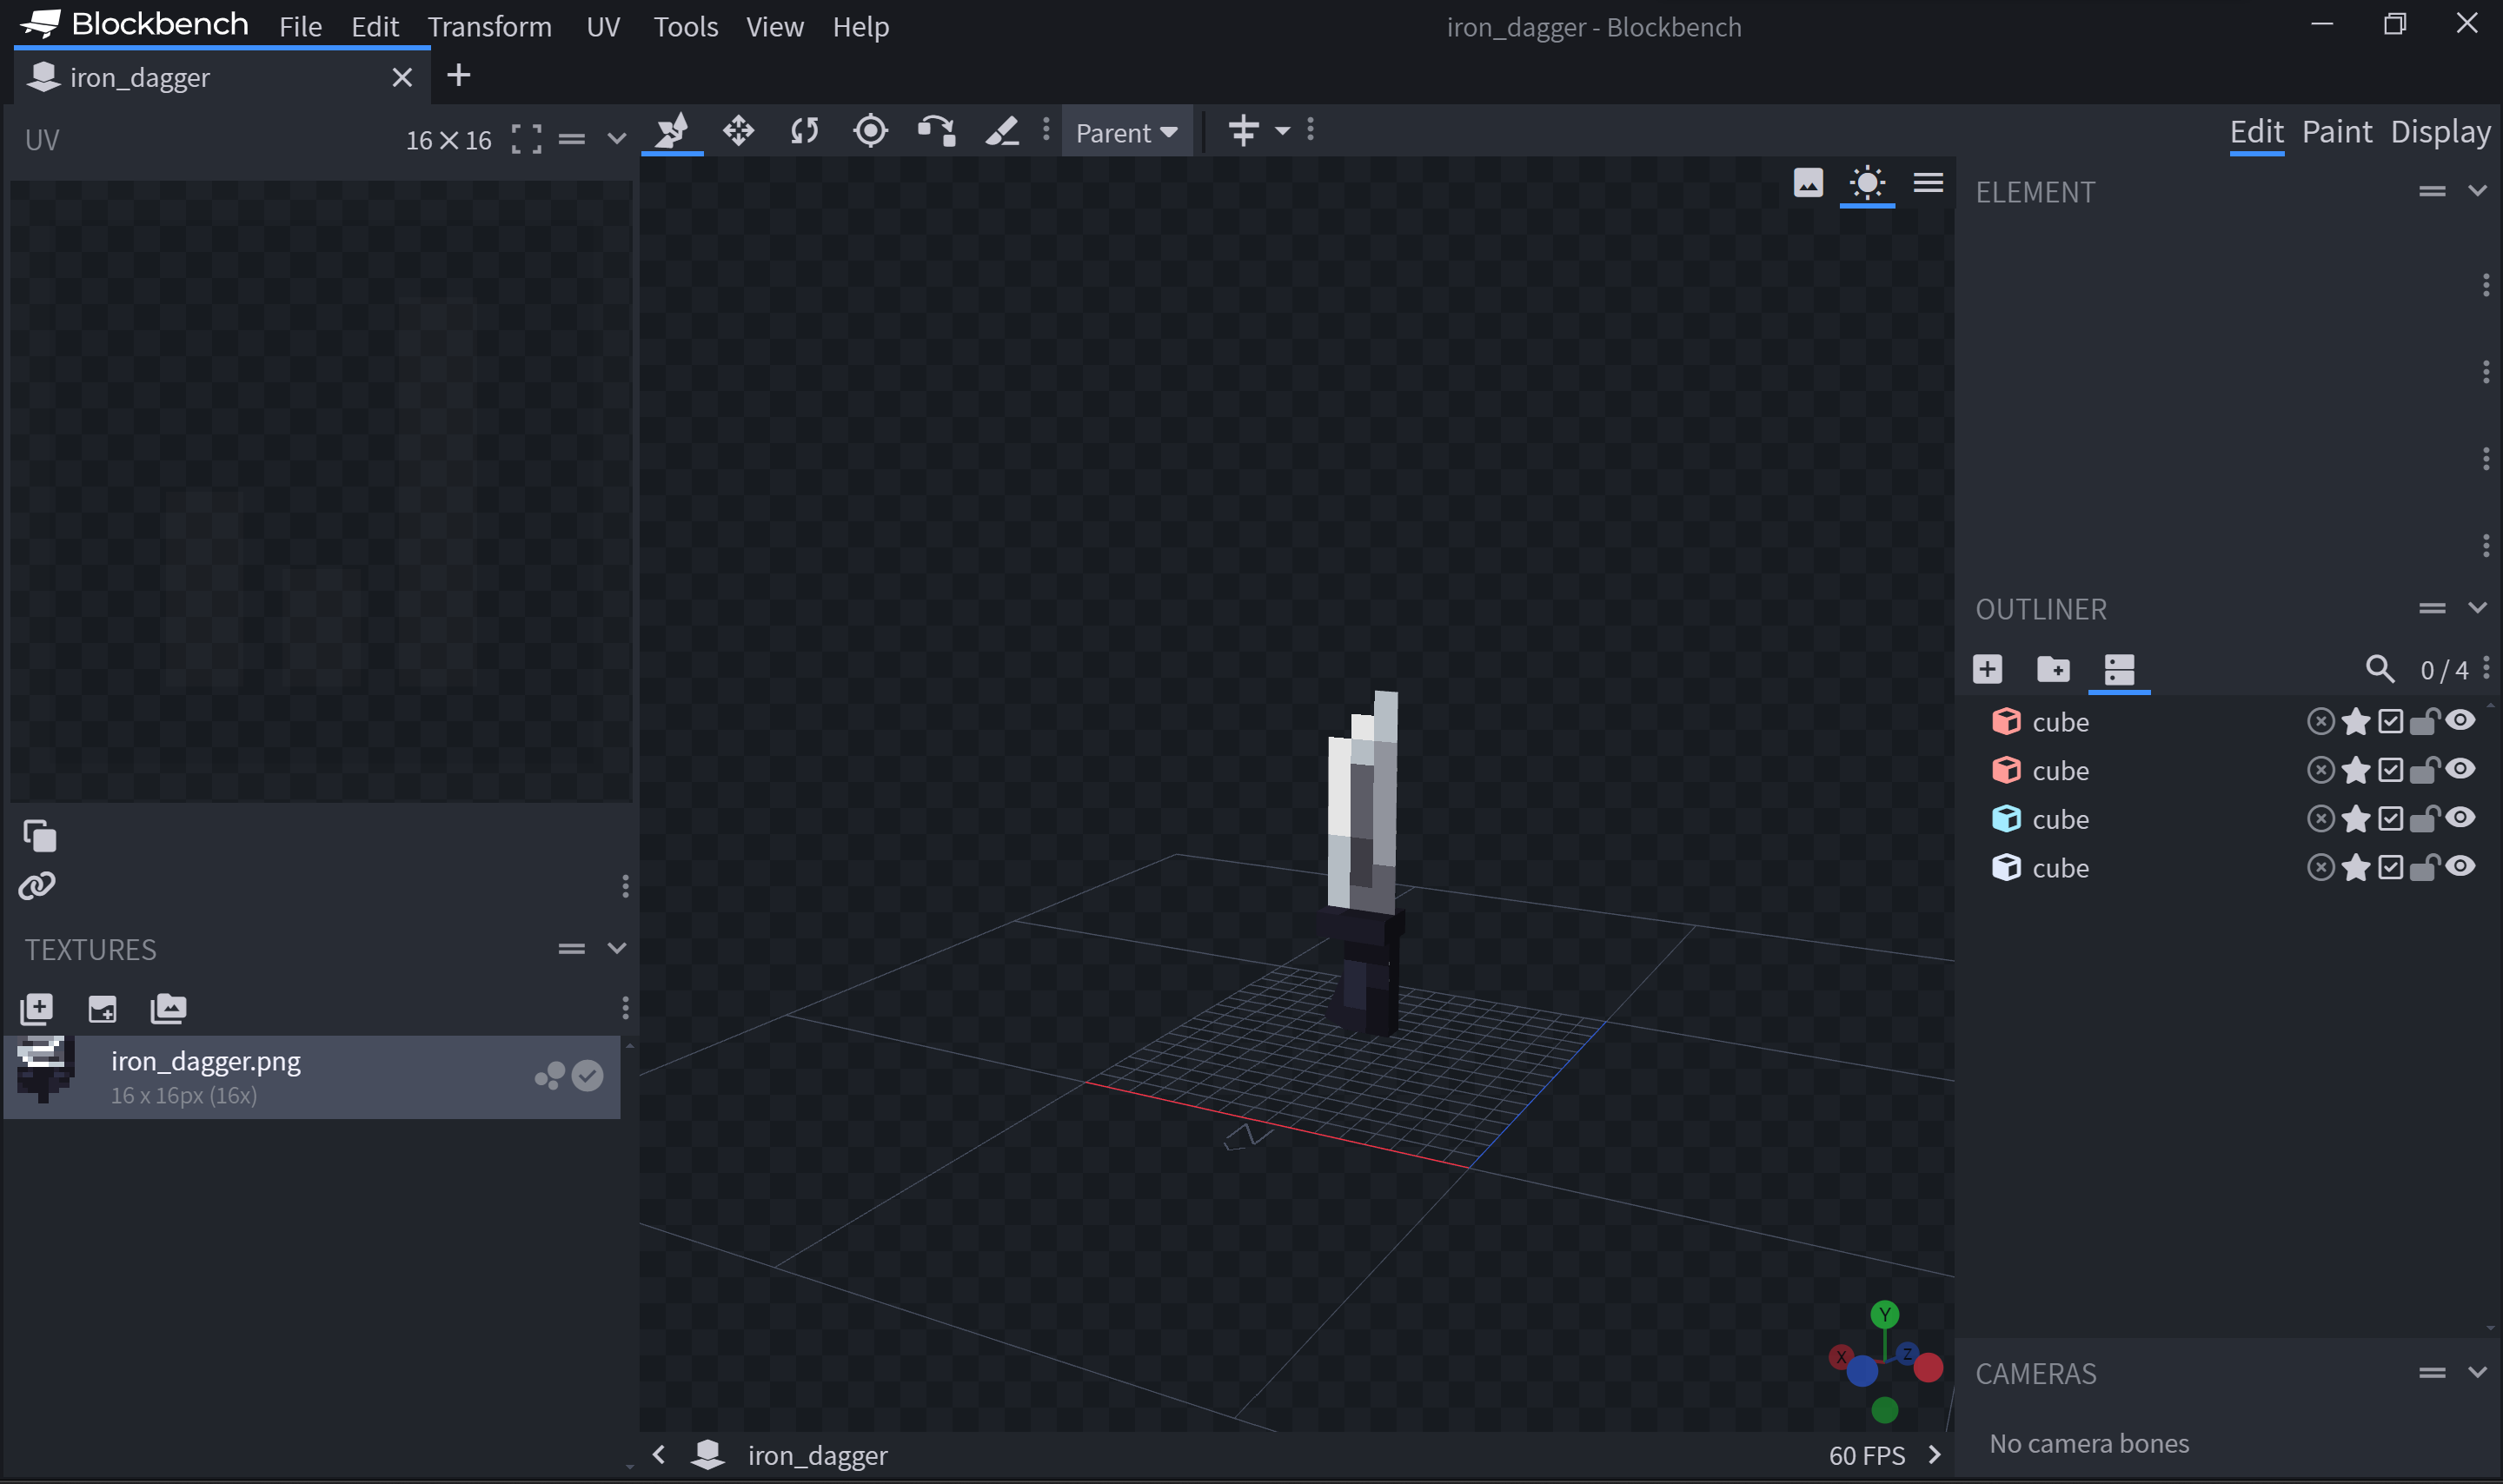 Blockbench File Edit Transform UV Tools View Help
iron_dagger - Blockbench
iron_dagger
UV
16×16
Parent
Edit Paint Display
ELEMENT
OUTLINER
0 / 4
cube
cube
cube
cube
TEXTURES
iron_dagger.png
16 x 16px (16x)
Y
X
Z
CAMERAS
No camera bones
iron_dagger
60 FPS